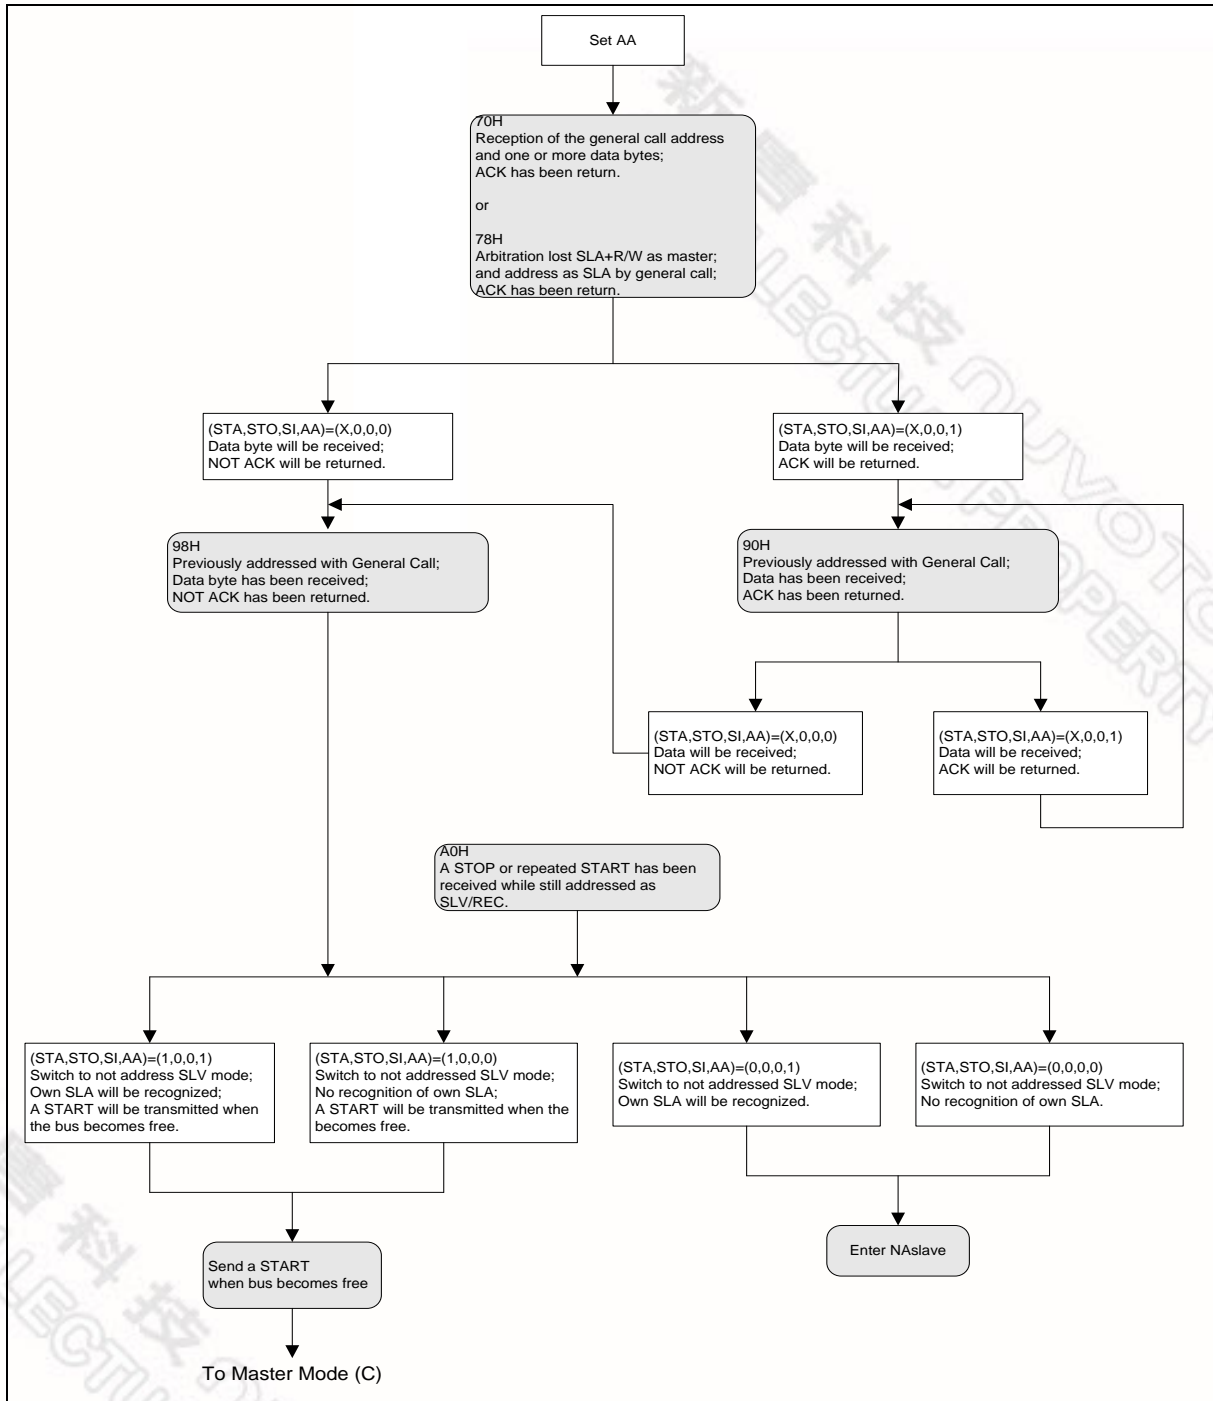 Set AA
70H
Reception of the general call address
and one or more data bytes;
ACK has been return.
or
78H
Arbitration lost SLA+R/W as master;
and address as SLA by general call;
ACK has been return.
(STA,STO,SI,AA)=(X,0,0,0)
Data byte will be received;
NOT ACK will be returned.
(STA,STO,SI,AA)=(X,0,0,1)
Data byte will be received;
ACK will be returned.
98H
Previously addressed with General Call;
Data byte has been received;
NOT ACK has been returned.
90H
Previously addressed with General Call;
Data has been received;
ACK has been returned.
(STA,STO,SI,AA)=(X,0,0,0)
Data will be received;
NOT ACK will be returned.
(STA,STO,SI,AA)=(X,0,0,1)
Data will be received;
ACK will be returned.
A0H
A STOP or repeated START has been
received while still addressed as
SLV/REC.
(STA,STO,SI,AA)=(1,0,0,1)
Switch to not address SLV mode;
Own SLA will be recognized;
A START will be transmitted when
the bus becomes free.
(STA,STO,SI,AA)=(1,0,0,0)
Switch to not addressed SLV mode;
No recognition of own SLA;
A START will be transmitted when the
becomes free.
(STA,STO,SI,AA)=(0,0,0,1)
Switch to not addressed SLV mode;
Own SLA will be recognized.
(STA,STO,SI,AA)=(0,0,0,0)
Switch to not addressed SLV mode;
No recognition of own SLA.
Send a START
when bus becomes free
Enter NAslave
To Master Mode (C)